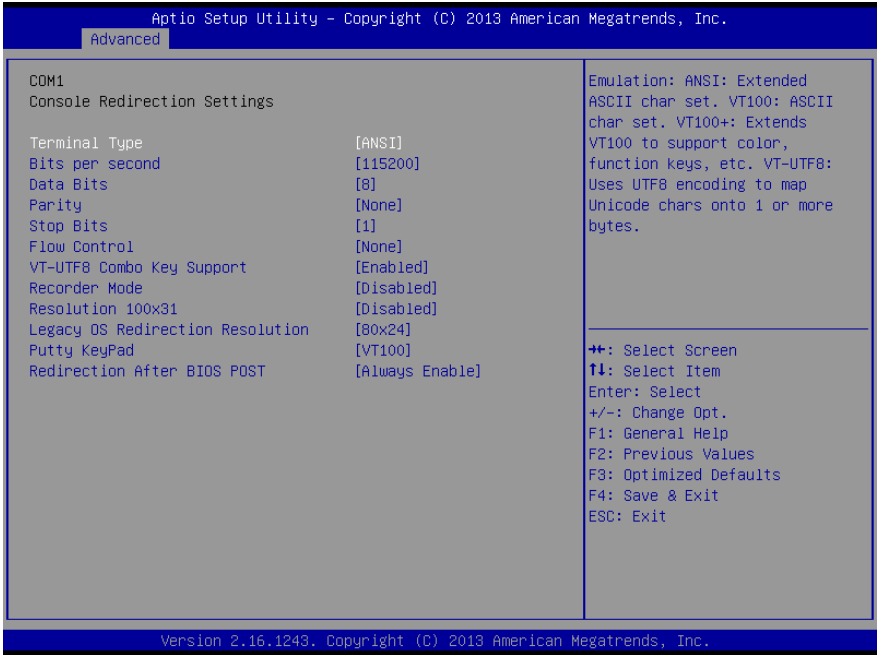 Aptio Setup Utility – Copyright (C) 2013 American Megatrends, Inc.
Advanced
COM1
Console Redirection Settings
Terminal Type [ANSI]
Bits per second [115200]
Data Bits [8]
Parity [None]
Stop Bits [1]
Flow Control [None]
VT-UTF8 Combo Key Support [Enabled]
Recorder Mode [Disabled]
Resolution 100x31 [Disabled]
Legacy OS Redirection Resolution [80x24]
Putty KeyPad [VT100]
Redirection After BIOS POST [Always Enable]
Emulation: ANSI: Extended
ASCII char set. VT100: ASCII
char set. VT100+: Extends
VT100 to support color,
function keys, etc. VT-UTF8:
Uses UTF8 encoding to map
Unicode chars onto 1 or more
bytes.
→←: Select Screen
↑↓: Select Item
Enter: Select
+/-: Change Opt.
F1: General Help
F2: Previous Values
F3: Optimized Defaults
F4: Save & Exit
ESC: Exit
Version 2.16.1243. Copyright (C) 2013 American Megatrends, Inc.